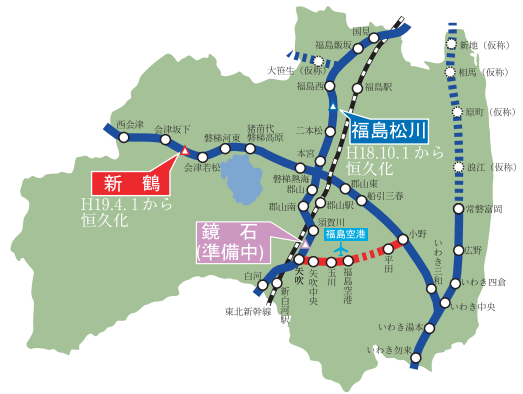 国見
福島飯坂
大笹生（仮称）
新地（仮称）
相馬（仮称）
福島西
福島駅
原町（仮称）
西会津
会津坂下
磐梯河東
猪苗代
磐梯高原
二本松
福島松川
H18.10.1から
恒久化
本宮
会津若松
浪江（仮称）
新　鶴
H19.4.1から
恒久化
磐梯熱海
郡山
郡山東
船引三春
郡山南
郡山駅
常磐富岡
須賀川
鏡　石
(準備中)
福島空港
小野
広野
白河
矢吹
矢吹中央
玉川
福島空港
平田
いわき三和
いわき四倉
新白河駅
東北新幹線
いわき中央
いわき湯本
いわき勿来